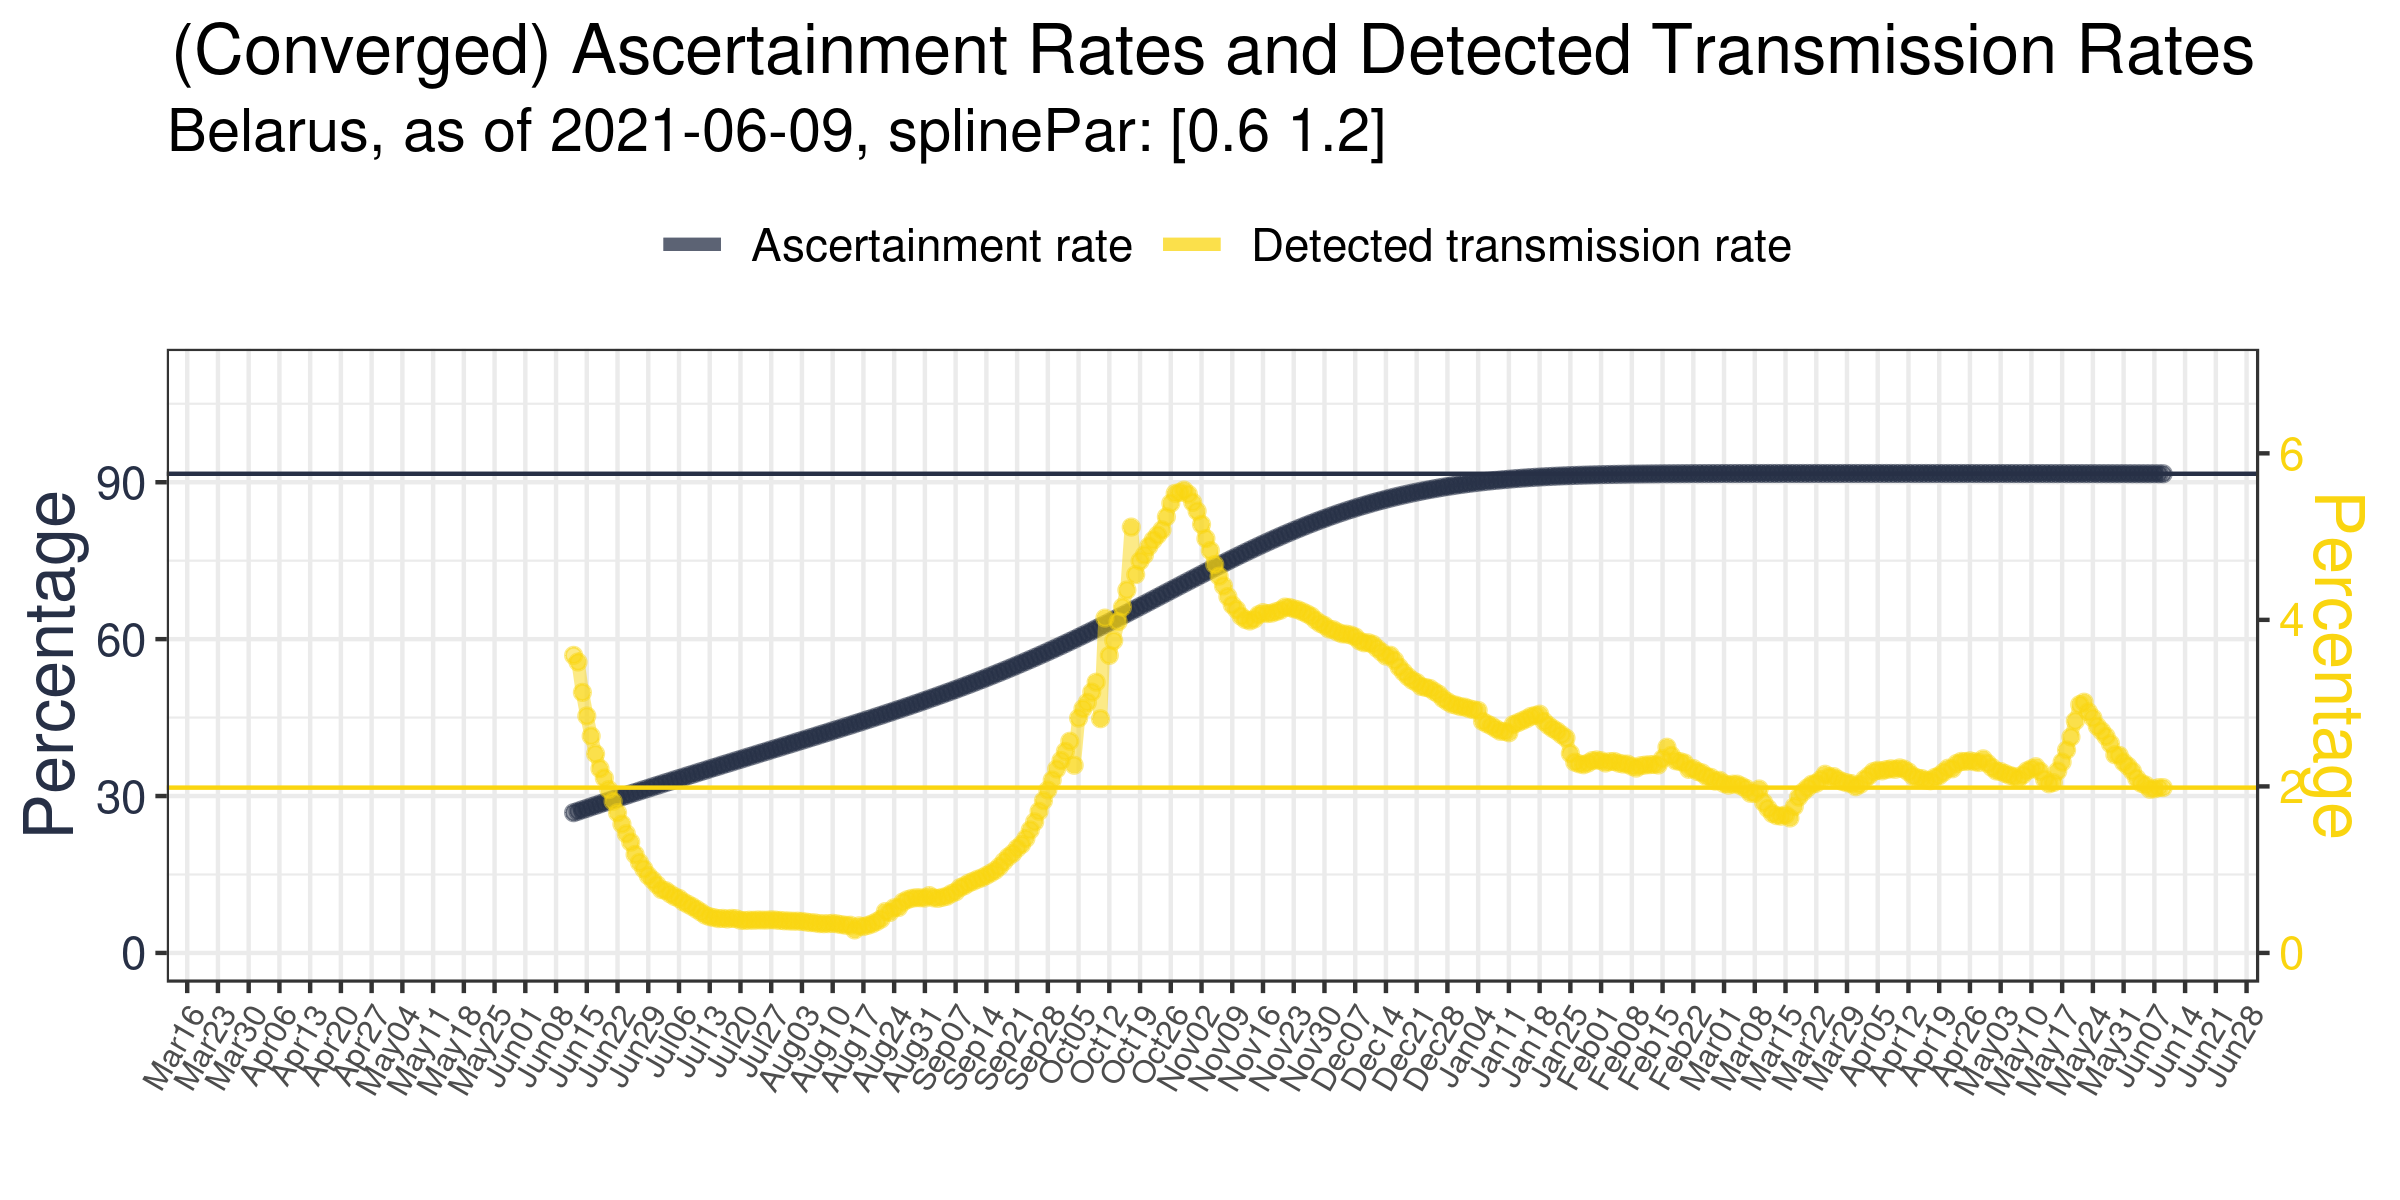 (Converged) Ascertainment Rates and Detected Transmission Rates
Belarus, as of 2021-06-09, splinePar: [0.6 1.2]
Ascertainment rate
Detected transmission rate
Percentage
90
60
30
0
6
4
2
0
Percentage
Mar16
Mar23
Mar30
Apr06
Apr13
Apr20
Apr27
May04
May11
May18
May25
Jun01
Jun08
Jun15
Jun22
Jun29
Jul06
Jul13
Jul20
Jul27
Aug03
Aug10
Aug17
Aug24
Aug31
Sep07
Sep14
Sep21
Sep28
Oct05
Oct12
Oct19
Oct26
Nov02
Nov09
Nov16
Nov23
Nov30
Dec07
Dec14
Dec21
Dec28
Jan04
Jan11
Jan18
Jan25
Feb01
Feb08
Feb15
Feb22
Mar01
Mar08
Mar15
Mar22
Mar29
Apr05
Apr12
Apr19
Apr26
May03
May10
May17
May24
May31
Jun07
Jun14
Jun21
Jun28